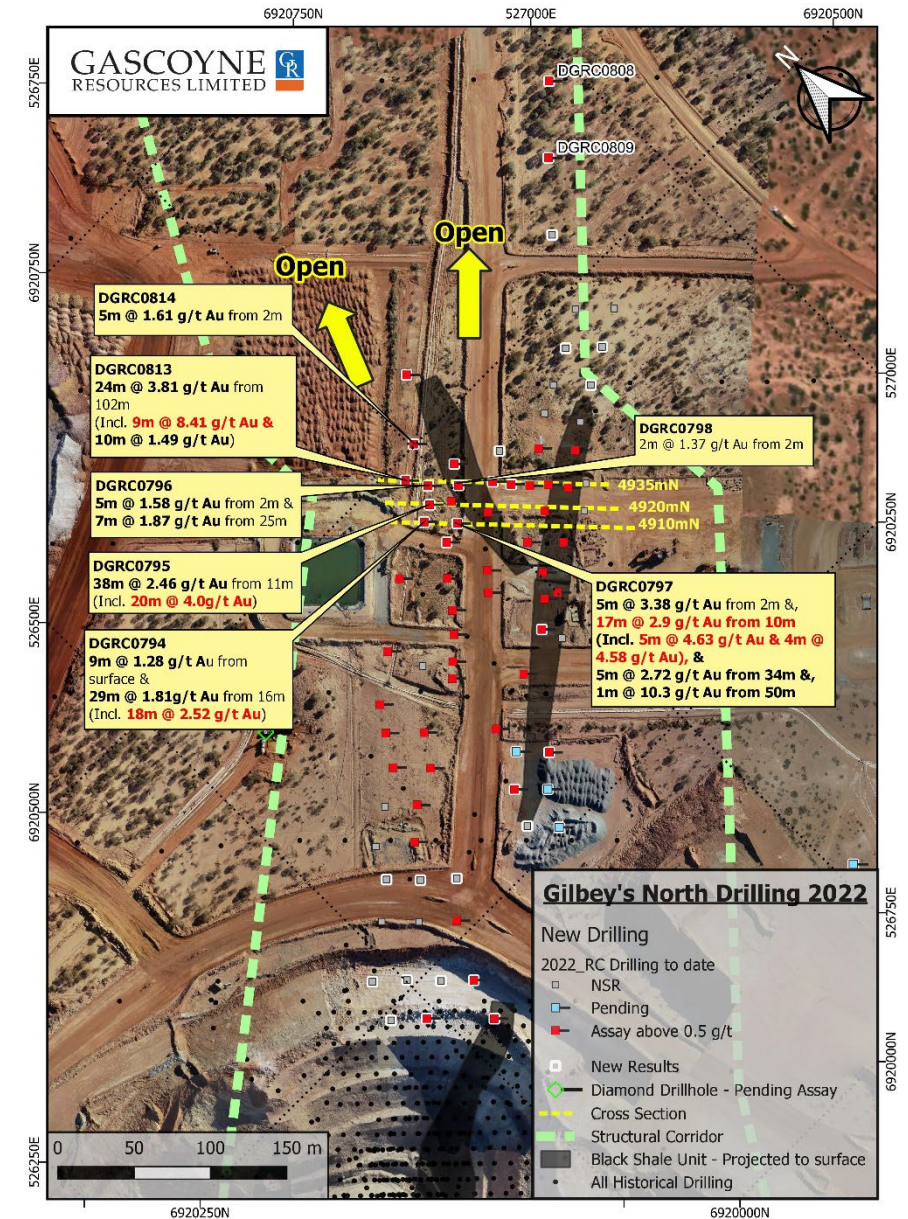 6920750N
527000E
6920500N
GASCOYNE GR
RESOURCES LIMITED
N
526750E
DGRC0808
DGRC0809
Open
Open
6920750N
DGRC0814
5m @ 1.61 g/t Au from 2m
DGRC0813
24m @ 3.81 g/t Au from
102m
(Incl. 9m @ 8.41 g/t Au &
10m @ 1.49 g/t Au)
527000E
DGRC0798
2m @ 1.37 g/t Au from 2m
DGRC0796
5m @ 1.58 g/t Au from 2m &
7m @ 1.87 g/t Au from 25m
4935mN
4920mN
4910mN
6920250N
DGRC0795
38m @ 2.46 g/t Au from 11m
(Incl. 20m @ 4.0g/t Au)
526500E
DGRC0797
5m @ 3.38 g/t Au from 2m &,
17m @ 2.9 g/t Au from 10m
(Incl. 5m @ 4.63 g/t Au & 4m @
4.58 g/t Au), &
5m @ 2.72 g/t Au from 34m &,
1m @ 10.3 g/t Au from 50m
DGRC0794
9m @ 1.28 g/t Au from
surface &
29m @ 1.81g/t Au from 16m
(Incl. 18m @ 2.52 g/t Au)
6920500N
526750E
Gilbey's North Drilling 2022
New Drilling
2022_RC Drilling to date
NSR
Pending
Assay above 0.5 g/t
New Results
Diamond Drillhole - Pending Assay
Cross Section
Structural Corridor
Black Shale Unit - Projected to surface
All Historical Drilling
6920000N
526250E
0 50 100 150 m
6920250N
6920000N